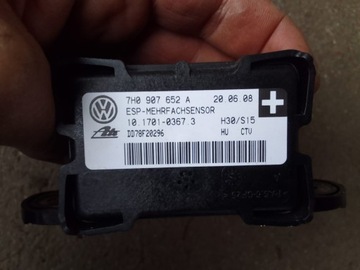 7H0 907 652 A 20.06.08
ESP-MEHRFACHSENSOR
10.1701-0367.3 H30/S15
DD78F20296 HU CTV